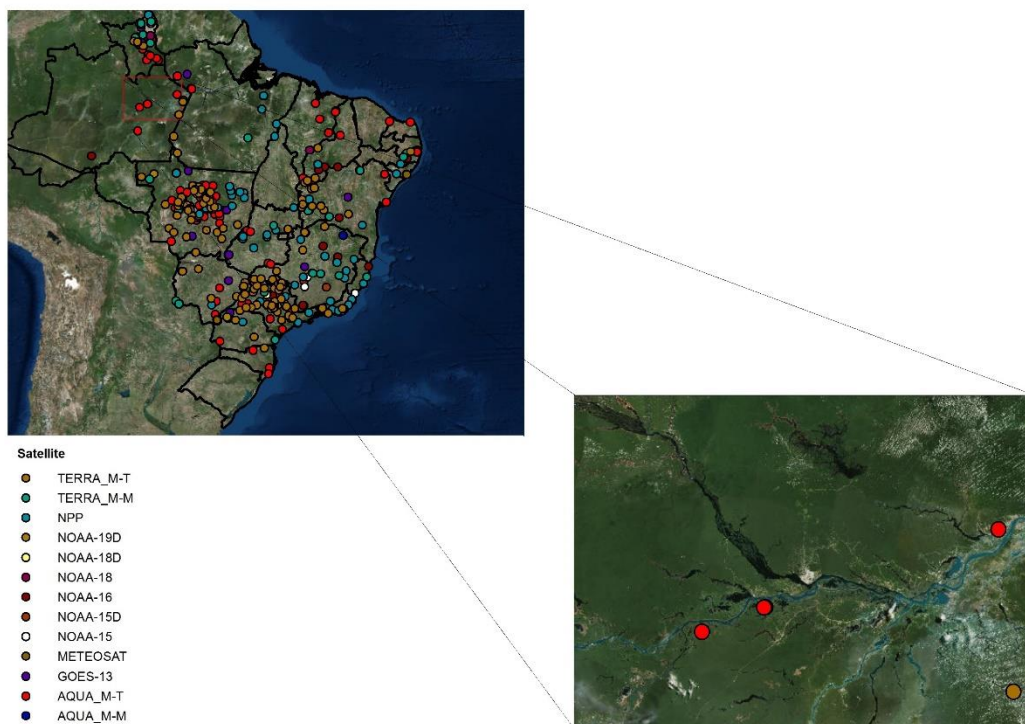 Satellite
TERRA_M-T
TERRA_M-M
NPP
NOAA-19D
NOAA-18D
NOAA-18
NOAA-16
NOAA-15D
NOAA-15
METEOSAT
GOES-13
AQUA_M-T
AQUA_M-M